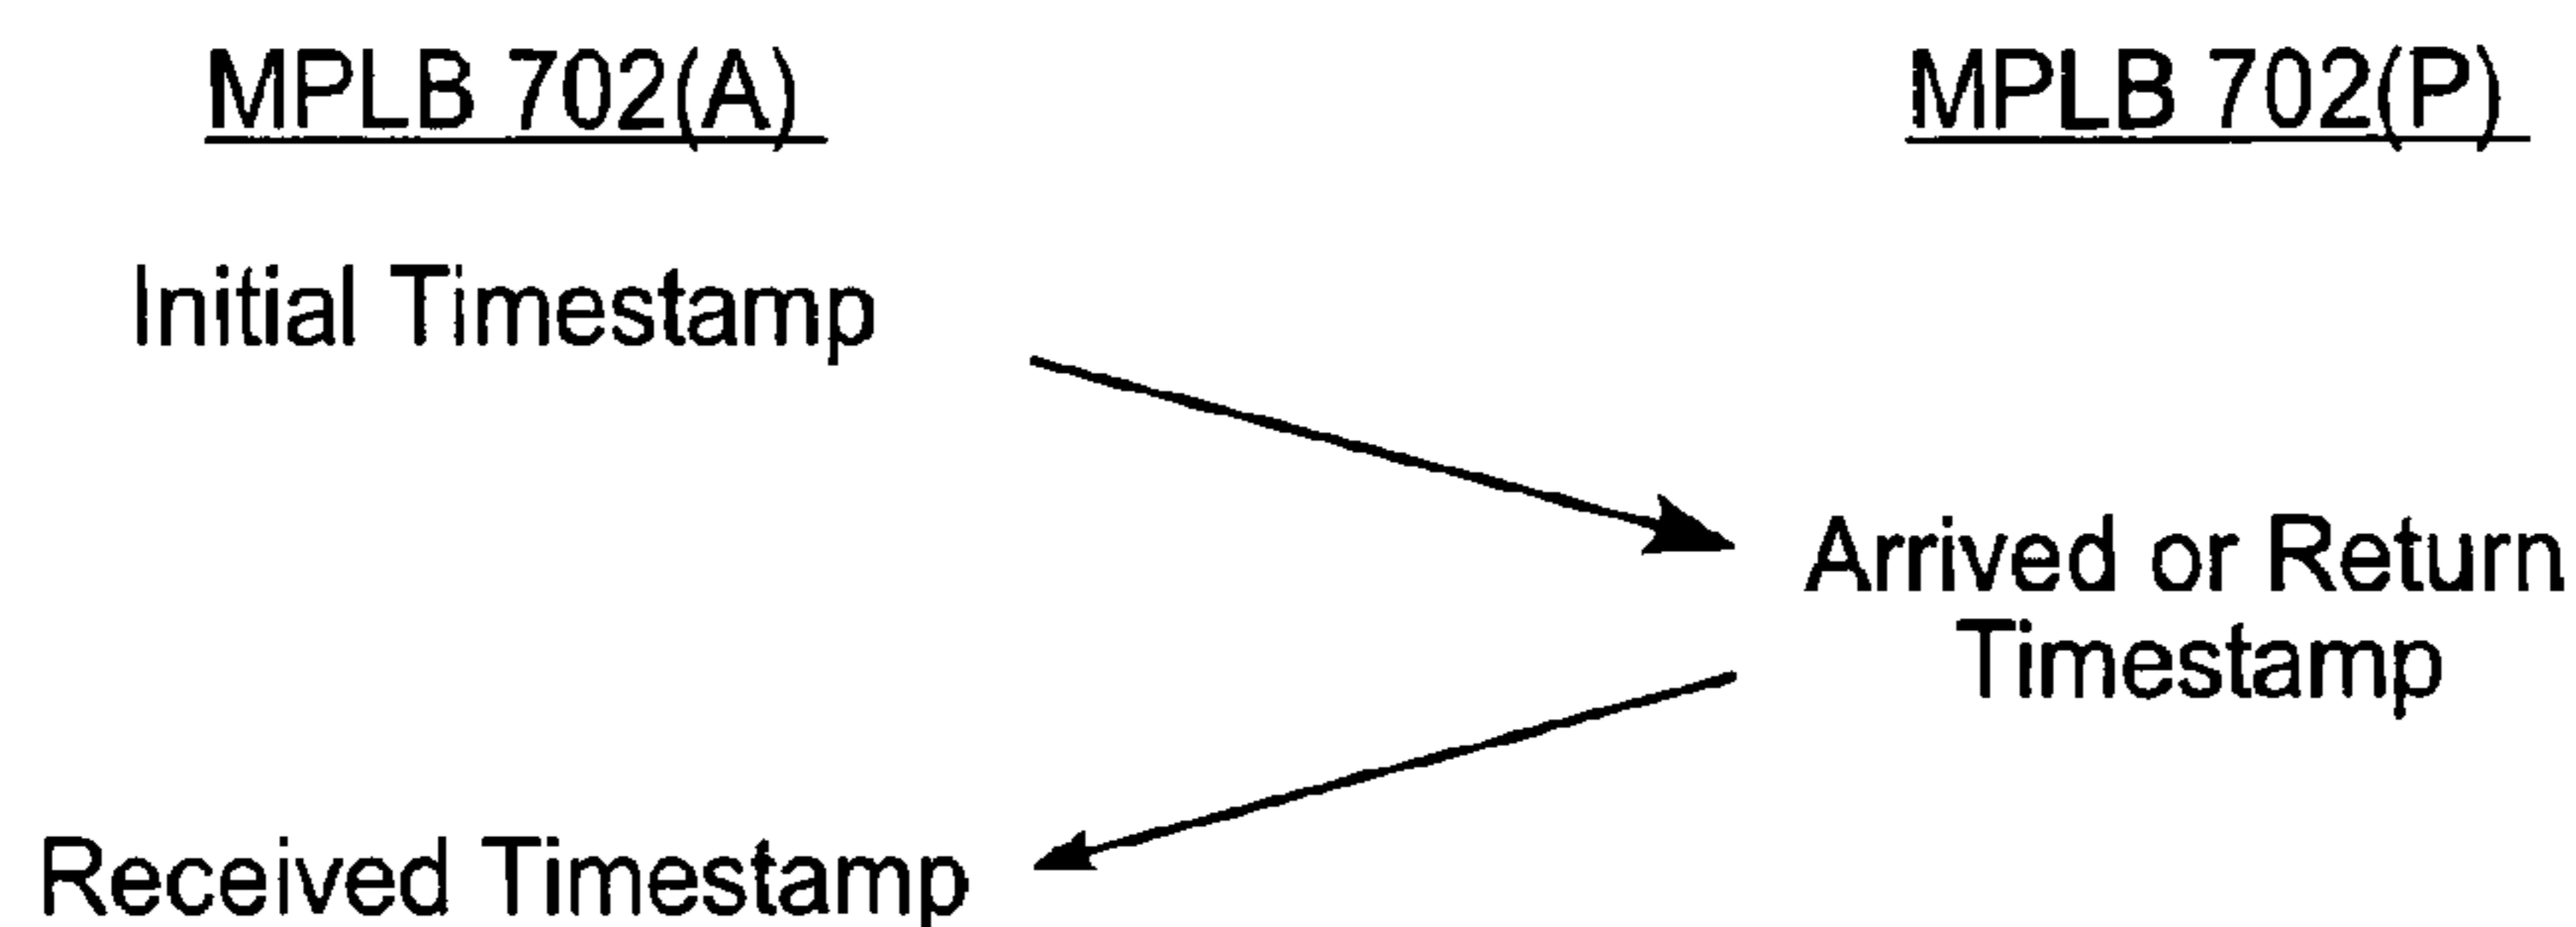 MPLB 702(A)
MPLB 702(P)
Initial Timestamp
Arrived or Return
Timestamp
Received Timestamp